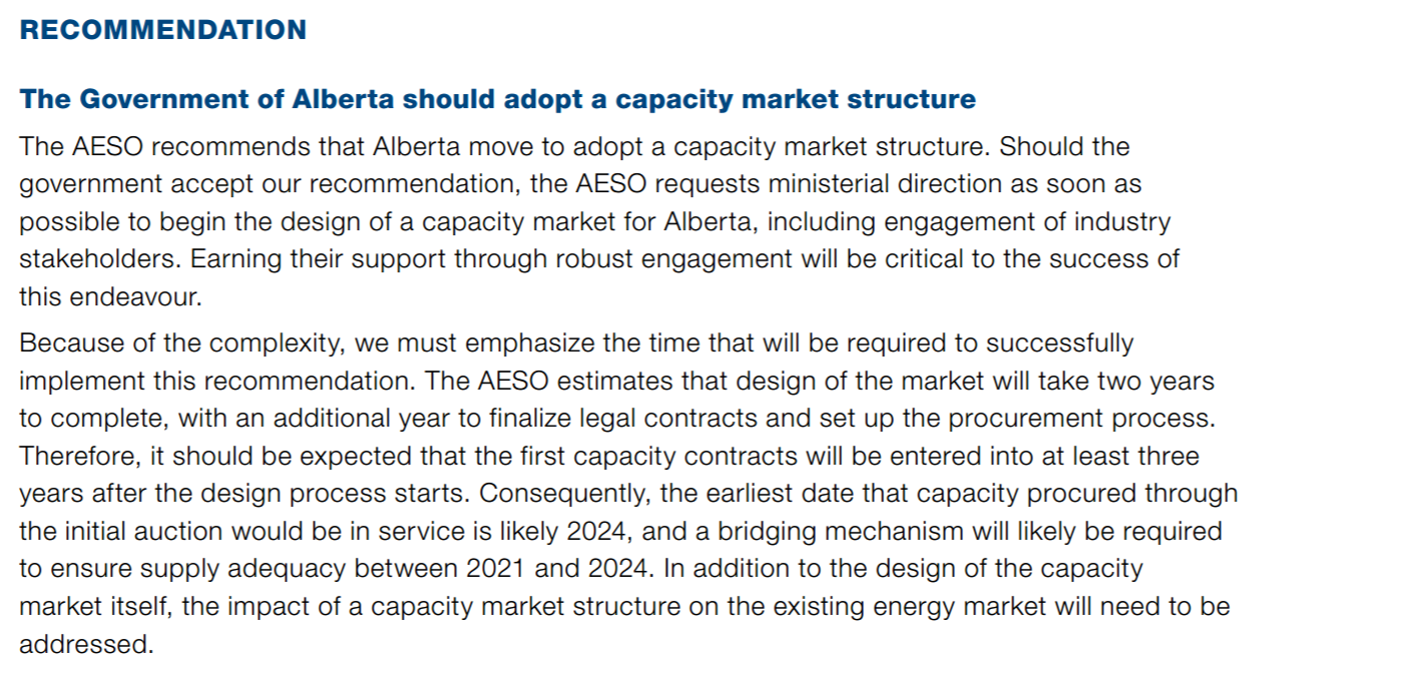 RECOMMENDATION
The Government of Alberta should adopt a capacity market structure
The AESO recommends that Alberta move to adopt a capacity market structure. Should the
government accept our recommendation, the AESO requests ministerial direction as soon as
possible to begin the design of a capacity market for Alberta, including engagement of industry
stakeholders. Earning their support through robust engagement will be critical to the success of
this endeavour.
Because of the complexity, we must emphasize the time that will be required to successfully
implement this recommendation. The AESO estimates that design of the market will take two years
to complete, with an additional year to finalize legal contracts and set up the procurement process.
Therefore, it should be expected that the first capacity contracts will be entered into at least three
years after the design process starts. Consequently, the earliest date that capacity procured through
the initial auction would be in service is likely 2024, and a bridging mechanism will likely be required
to ensure supply adequacy between 2021 and 2024. In addition to the design of the capacity
market itself, the impact of a capacity market structure on the existing energy market will need to be
addressed.